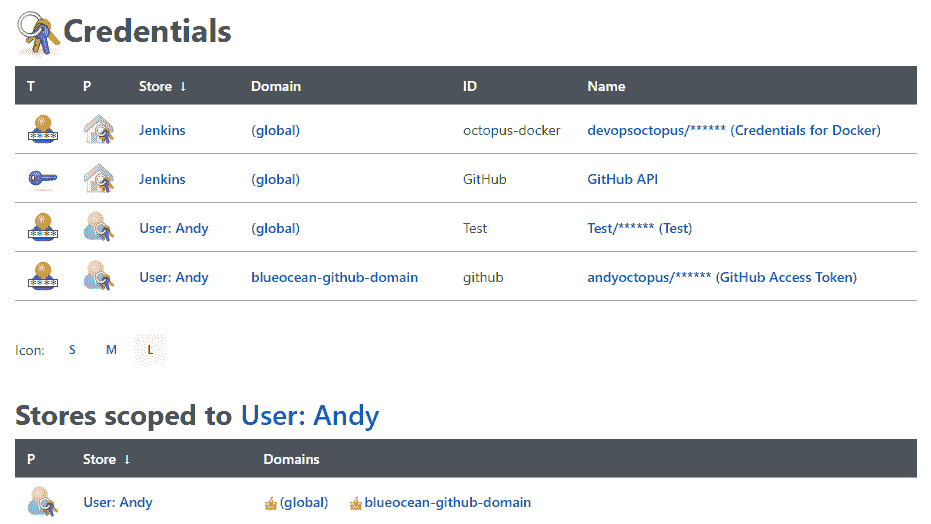 Credentials
T P Store ↓ Domain ID Name
Jenkins (global) octopus-docker devopsoctopus/****** (Credentials for Docker)
Jenkins (global) GitHub GitHub API
User: Andy (global) Test Test/****** (Test)
User: Andy blueocean-github-domain github andyoctopus/****** (GitHub Access Token)
Icon: S M L
Stores scoped to User: Andy
P Store ↓ Domains
User: Andy (global) blueocean-github-domain